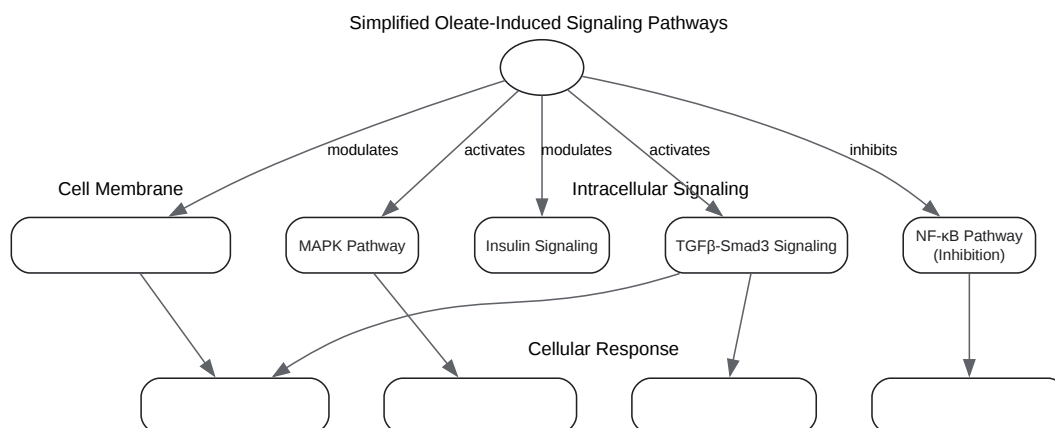 Simplified Oleate-Induced Signaling Pathways
modulates
activates
modulates
activates
inhibits
Cell Membrane
Intracellular Signaling
MAPK Pathway
Insulin Signaling
TGFβ-Smad3 Signaling
NF-κB Pathway
(Inhibition)
Cellular Response